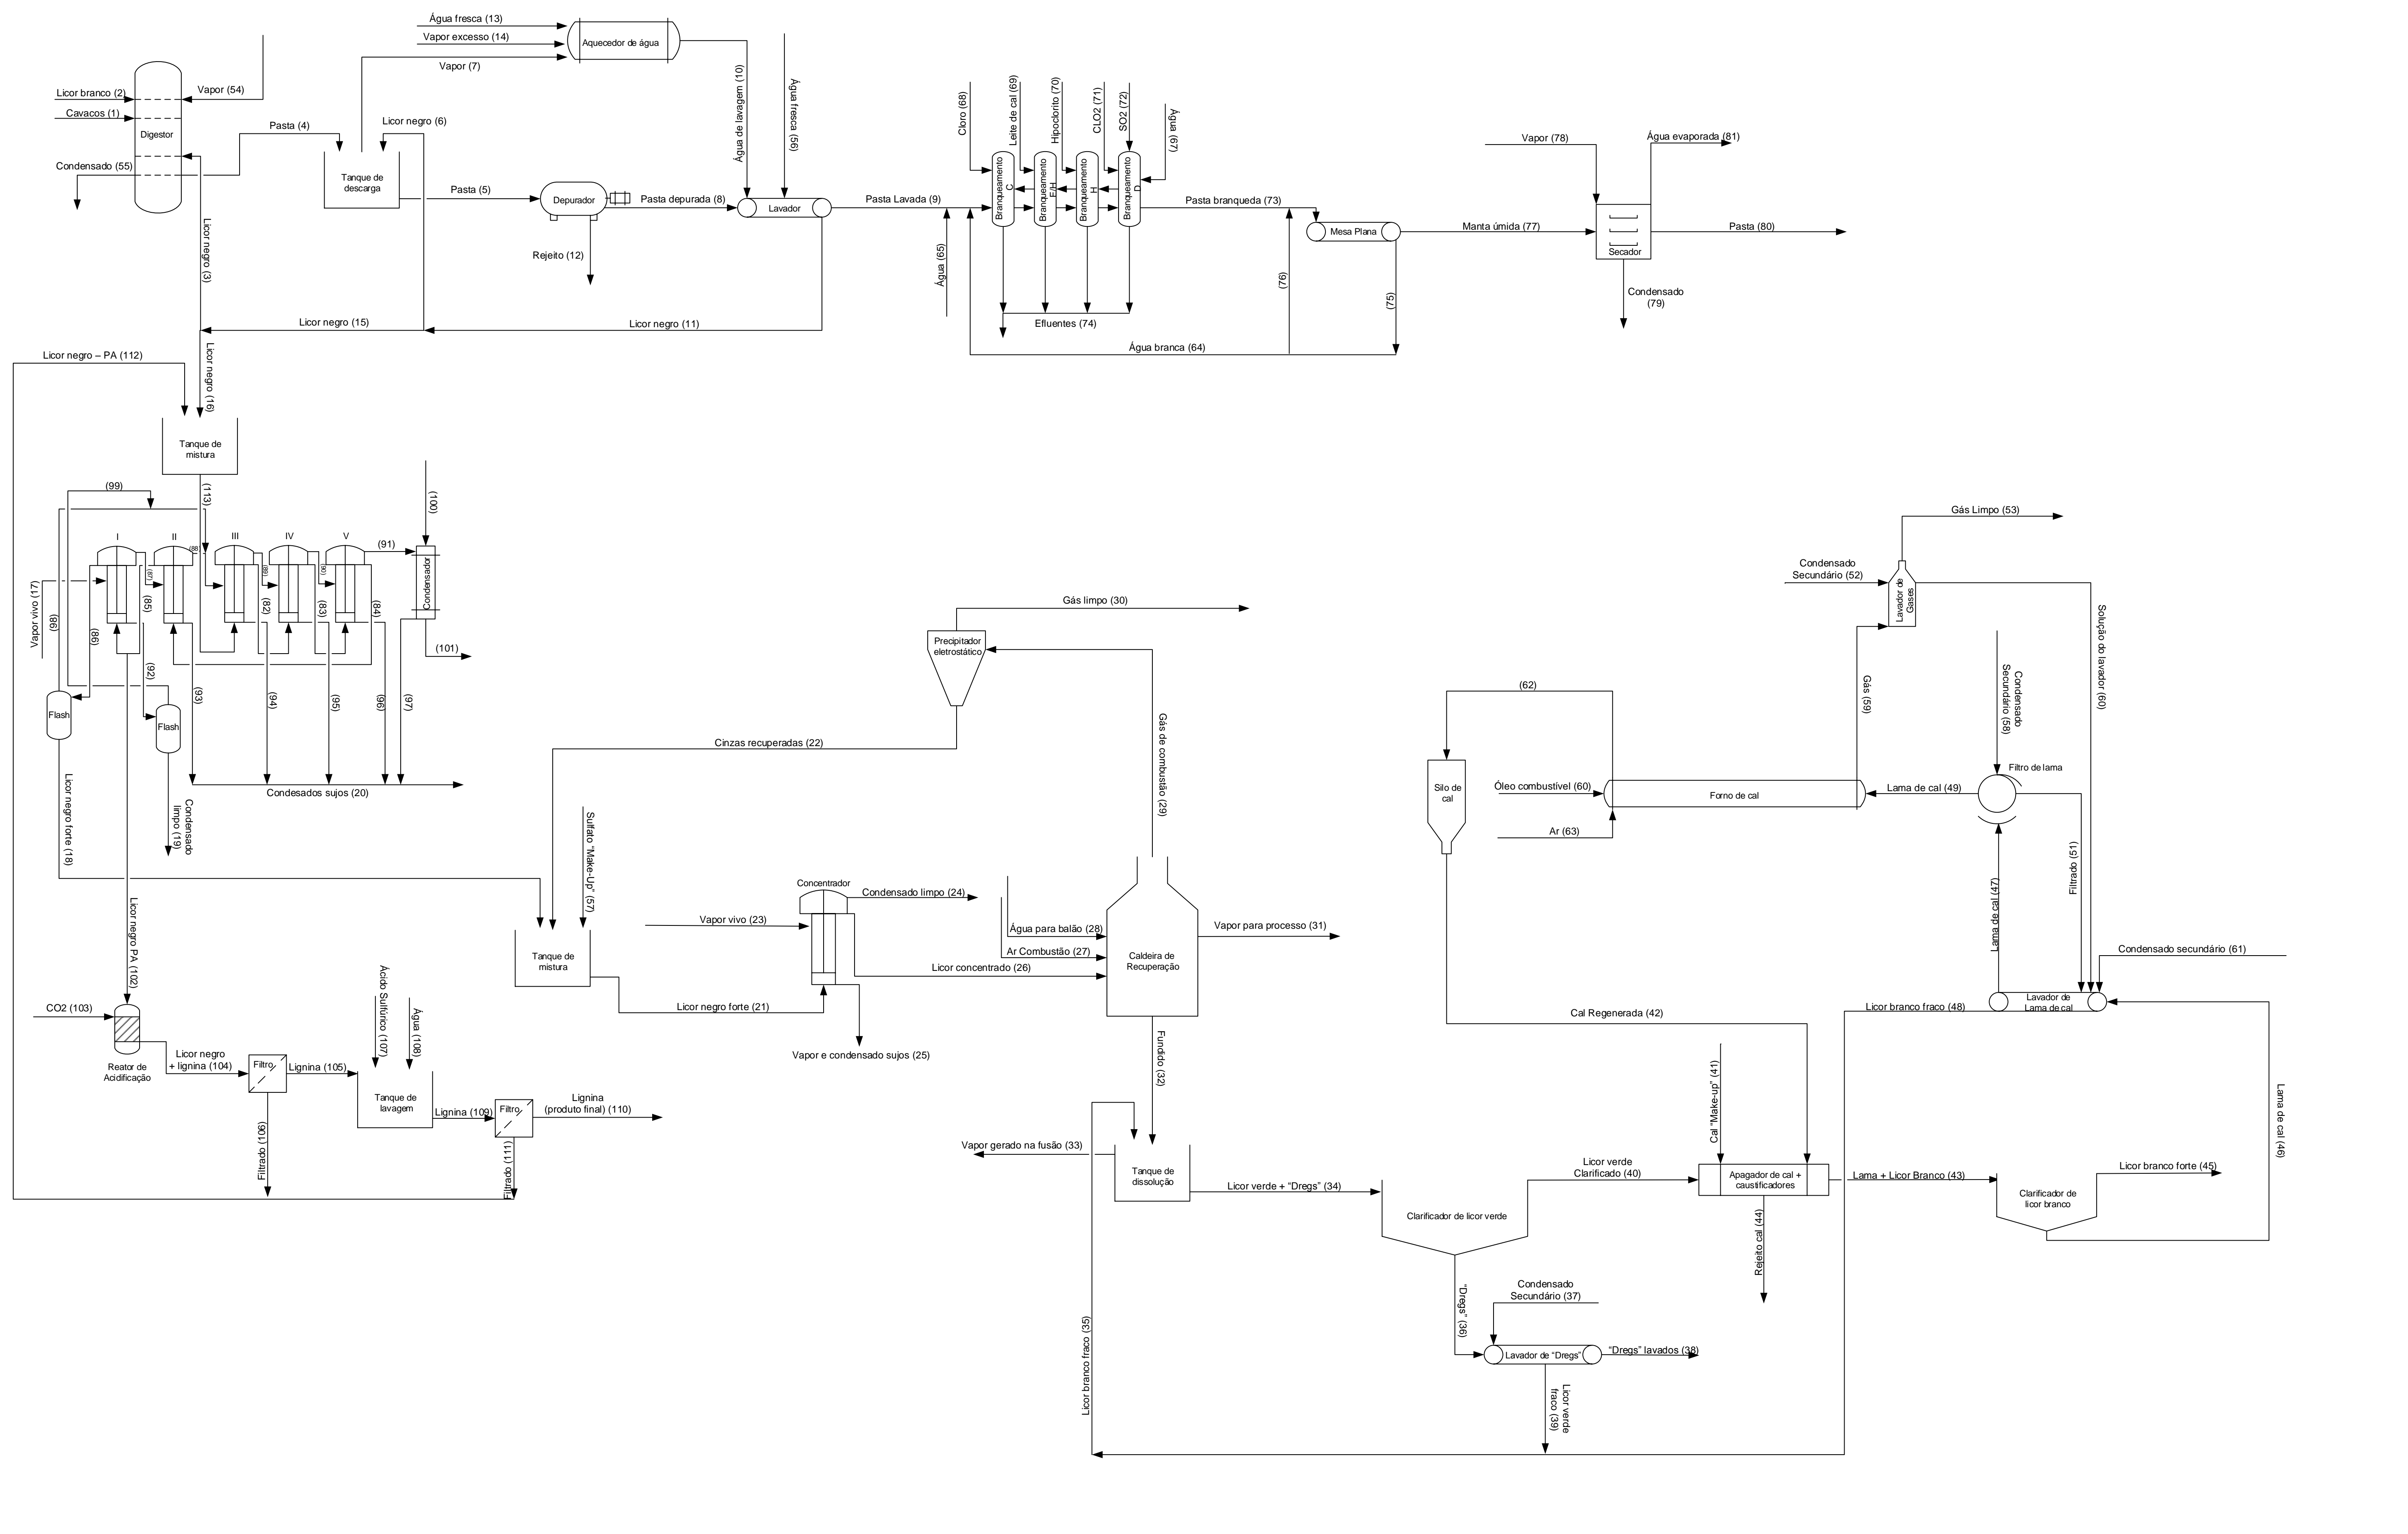 Água fresca (13)
Vapor excesso (14)
Vapor (7)
Aquecedor de água
Licor branco (2)
Cavacos (1)
Vapor (54)
Digestor
Condensado (55)
Pasta (4)
Licor negro (6)
Tanque de
descarga
Pasta (5)
Depurador
Rejeito (12)
Pasta depurada (8)
Água de lavagem (10)
Água fresca (56)
Lavador
Pasta Lavada (9)
Água (65)
Cloro (68)
Leite de cal (69)
Hipoclorito (70)
CLO2 (71)
SO2 (72)
Água (67)
Branqueamento
C
Branqueamento
E/H
Branqueamento
H
Branqueamento
D
Efluentes (74)
Pasta branqueda (73)
Água branca (64)
(76)
(75)
Mesa Plana
Manta úmida (77)
Vapor (78)
Água evaporada (81)
Secador
Pasta (80)
Condensado
(79)
Licor negro (3)
Licor negro (15)
Licor negro (11)
Licor negro – PA (112)
Licor negro (16)
Tanque de
mistura
(99)
(113)
(100)
I
II
III
IV
V
(88)
(91)
Condensador
Vapor vivo (17)
(98)
(86)
(87)
(85)
(92)
(89)
(82)
(90)
(83)
(84)
(101)
(93)
(94)
(95)
(96)
(97)
Flash
Flash
Condesados sujos (20)
Licor negro forte (18)
Condensado
limpo (19)
Licor negro PA (102)
CO2 (103)
Reator de
Acidificação
Licor negro
+ lignina (104)
Filtro
Lignina (105)
Ácido Sulfúrico (107)
Água (108)
Tanque de
lavagem
Lignina (109)
Filtro
Lignina
(produto final) (110)
Filtrado (106)
Filtrado (111)
Gás limpo (30)
Precipitador
eletrostático
Cinzas recuperadas (22)
Gás de combustão (29)
Sulfato "Make-Up" (57)
Tanque de
mistura
Licor negro forte (21)
Vapor vivo (23)
Concentrador
Condensado limpo (24)
Água para balão (28)
Ar Combustão (27)
Licor concentrado (26)
Vapor e condensado sujos (25)
Caldeira de
Recuperação
Vapor para processo (31)
Fundido (32)
Vapor gerado na fusão (33)
Tanque de
dissolução
Licor verde + “Dregs” (34)
Licor branco fraco (35)
Clarificador de licor verde
“Dregs” (36)
Condensado
Secundário (37)
Lavador de “Dregs”
“Dregs” lavados (38)
Licor verde
fraco (39)
Licor verde
Clarificado (40)
Cal “Make-up” (41)
Cal Regenerada (42)
Apagador de cal +
caustificadores
Rejeito cal (44)
Lama + Licor Branco (43)
Clarificador de
licor branco
Licor branco forte (45)
Lama de cal (46)
Licor branco fraco (48)
Lavador de
Lama de cal
Condensado secundário (61)
Lama de cal (47)
Filtrado (51)
Solução do lavador (60)
Filtro de lama
Condensado
Secundário (58)
Lama de cal (49)
Forno de cal
Óleo combustível (60)
Ar (63)
(62)
Silo de
cal
Gás (59)
Lavador de
Gases
Condensado
Secundário (52)
Gás Limpo (53)